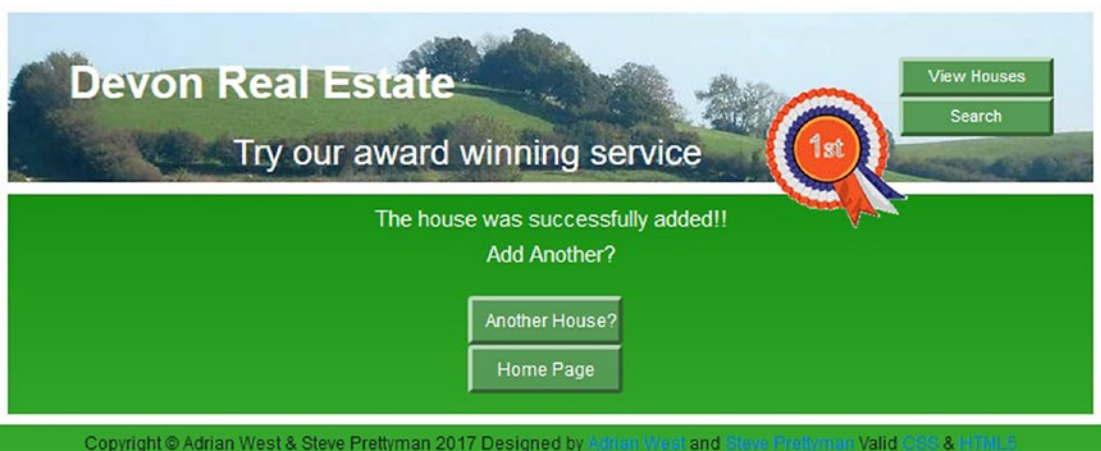 Devon Real Estate
View Houses
Search
Try our award winning service
1st
The house was successfully added!!
Add Another?
Another House?
Home Page
Copyright © Adrian West & Steve Prettyman 2017 Designed by Adrian West and Steve Prettyman Valid CSS & HTML5